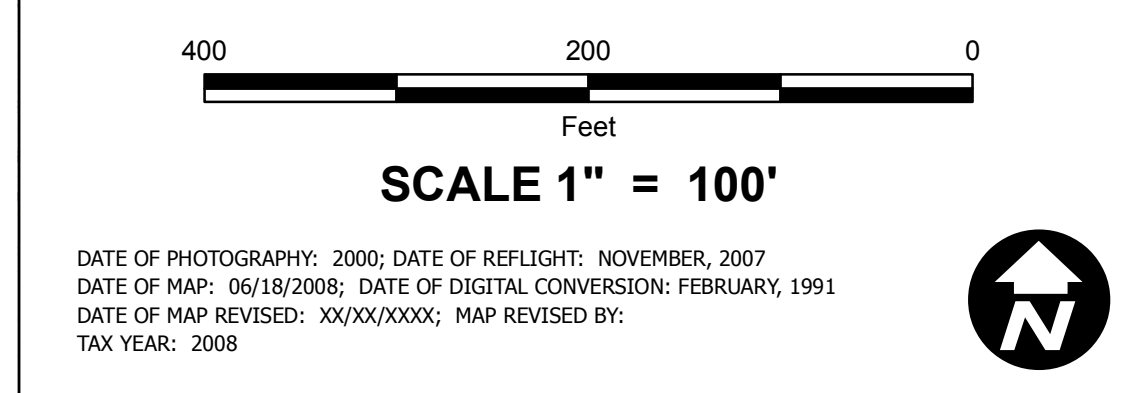 400 200 0
Feet
SCALE 1" = 100'
DATE OF PHOTOGRAPHY: 2000; DATE OF REFLIGHT: NOVEMBER, 2007
DATE OF MAP: 06/18/2008; DATE OF DIGITAL CONVERSION: FEBRUARY, 1991
DATE OF MAP REVISED: XX/XX/XXXX; MAP REVISED BY:
TAX YEAR: 2008
N